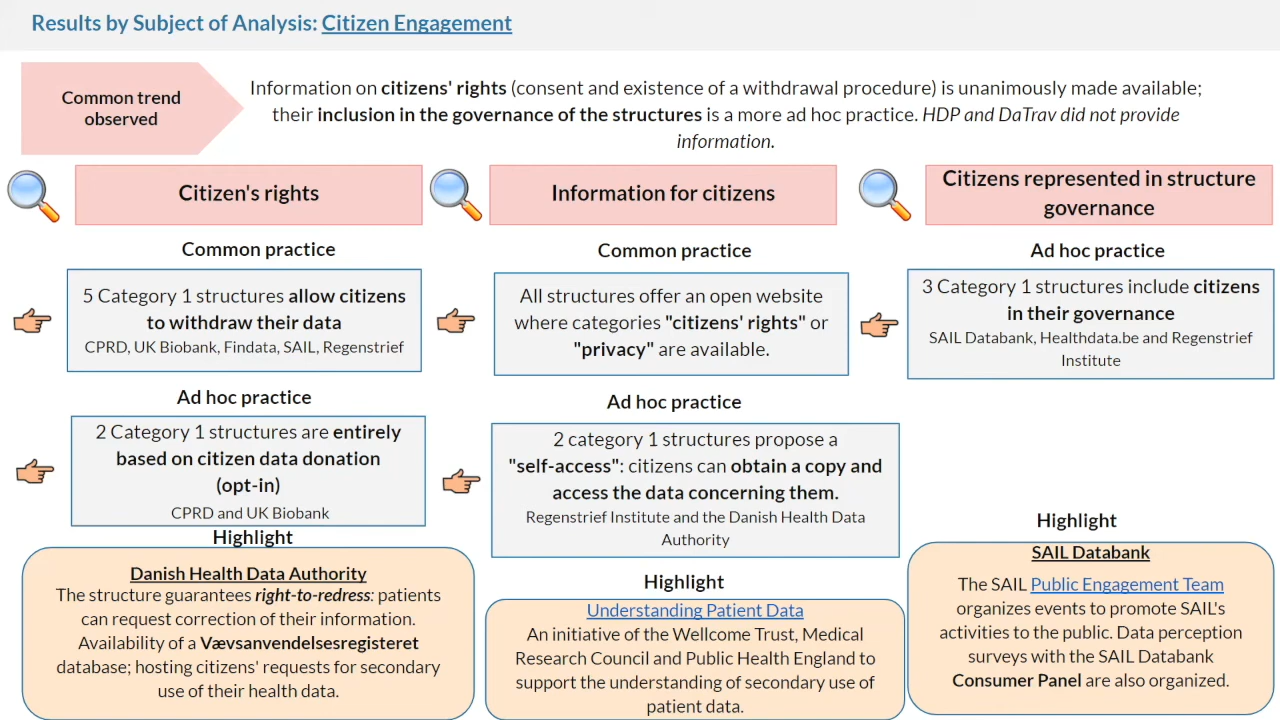 Results by Subject of Analysis: Citizen Engagement
Common trend
observed
Information on citizens' rights (consent and existence of a withdrawal procedure) is unanimously made available;
their inclusion in the governance of the structures is a more ad hoc practice. HDP and DaTrav did not provide
information.
Citizen's rights
Common practice
5 Category 1 structures allow citizens
to withdraw their data
CPRD, UK Biobank, Findata, SAIL, Regenstrief
Ad hoc practice
2 Category 1 structures are entirely
based on citizen data donation
(opt-in)
CPRD and UK Biobank
Highlight
Danish Health Data Authority
The structure guarantees right-to-redress: patients
can request correction of their information.
Availability of a Vævsanvendelsesregisteret
database; hosting citizens' requests for secondary
use of their health data.
Information for citizens
Common practice
All structures offer an open website
where categories "citizens' rights" or
"privacy" are available.
Ad hoc practice
2 category 1 structures propose a
"self-access": citizens can obtain a copy and
access the data concerning them.
Regenstrief Institute and the Danish Health Data
Authority
Highlight
Understanding Patient Data
An initiative of the Wellcome Trust, Medical
Research Council and Public Health England to
support the understanding of secondary use of
patient data.
Citizens represented in structure
governance
Ad hoc practice
3 Category 1 structures include citizens
in their governance
SAIL Databank, Healthdata.be and Regenstrief
Institute
Highlight
SAIL Databank
The SAIL Public Engagement Team
organizes events to promote SAIL's
activities to the public. Data perception
surveys with the SAIL Databank
Consumer Panel are also organized.